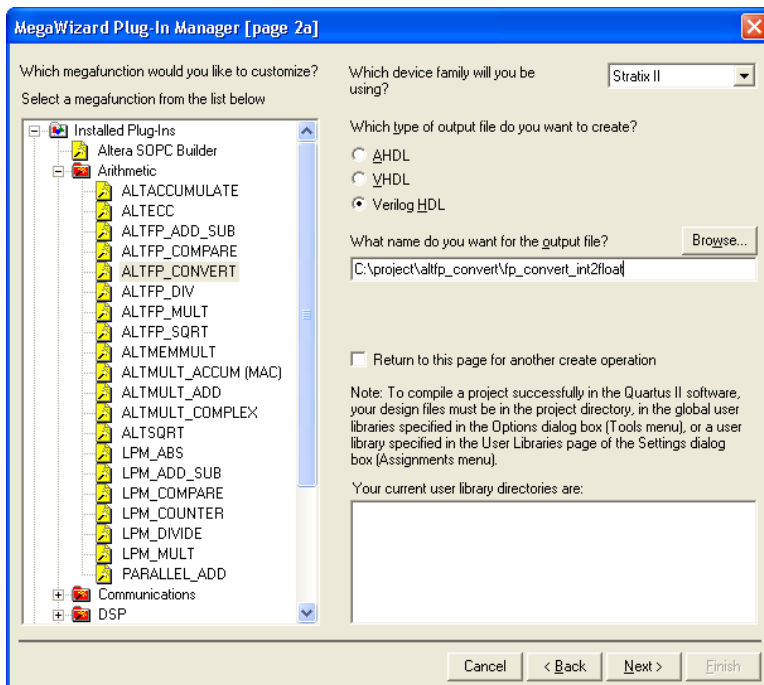 MegaWizard Plug-In Manager [page 2a]
Which megafunction would you like to customize?
Select a megafunction from the list below
Installed Plug-Ins
Altera SOPC Builder
Arithmetic
ALTACCUMULATE
ALTECC
ALTFP_ADD_SUB
ALTFP_COMPARE
ALTFP_CONVERT
ALTFP_DIV
ALTFP_MULT
ALTFP_SQRT
ALTMEMMULT
ALTMULT_ACCUM (MAC)
ALTMULT_ADD
ALTMULT_COMPLEX
ALTSQRT
LPM_ABS
LPM_ADD_SUB
LPM_COMPARE
LPM_COUNTER
LPM_DIVIDE
LPM_MULT
PARALLEL_ADD
Communications
DSP
Which device family will you be
using?
Stratix II
Which type of output file do you want to create?
AHDL
VHDL
Verilog HDL
What name do you want for the output file?
Browse...
C:\project\altfp_convert\fp_convert_int2float
Return to this page for another create operation
Note: To compile a project successfully in the Quartus II software,
your design files must be in the project directory, in the global user
libraries specified in the Options dialog box (Tools menu), or a user
library specified in the User Libraries page of the Settings dialog
box (Assignments menu).
Your current user library directories are:
Cancel
< Back
Next >
Finish